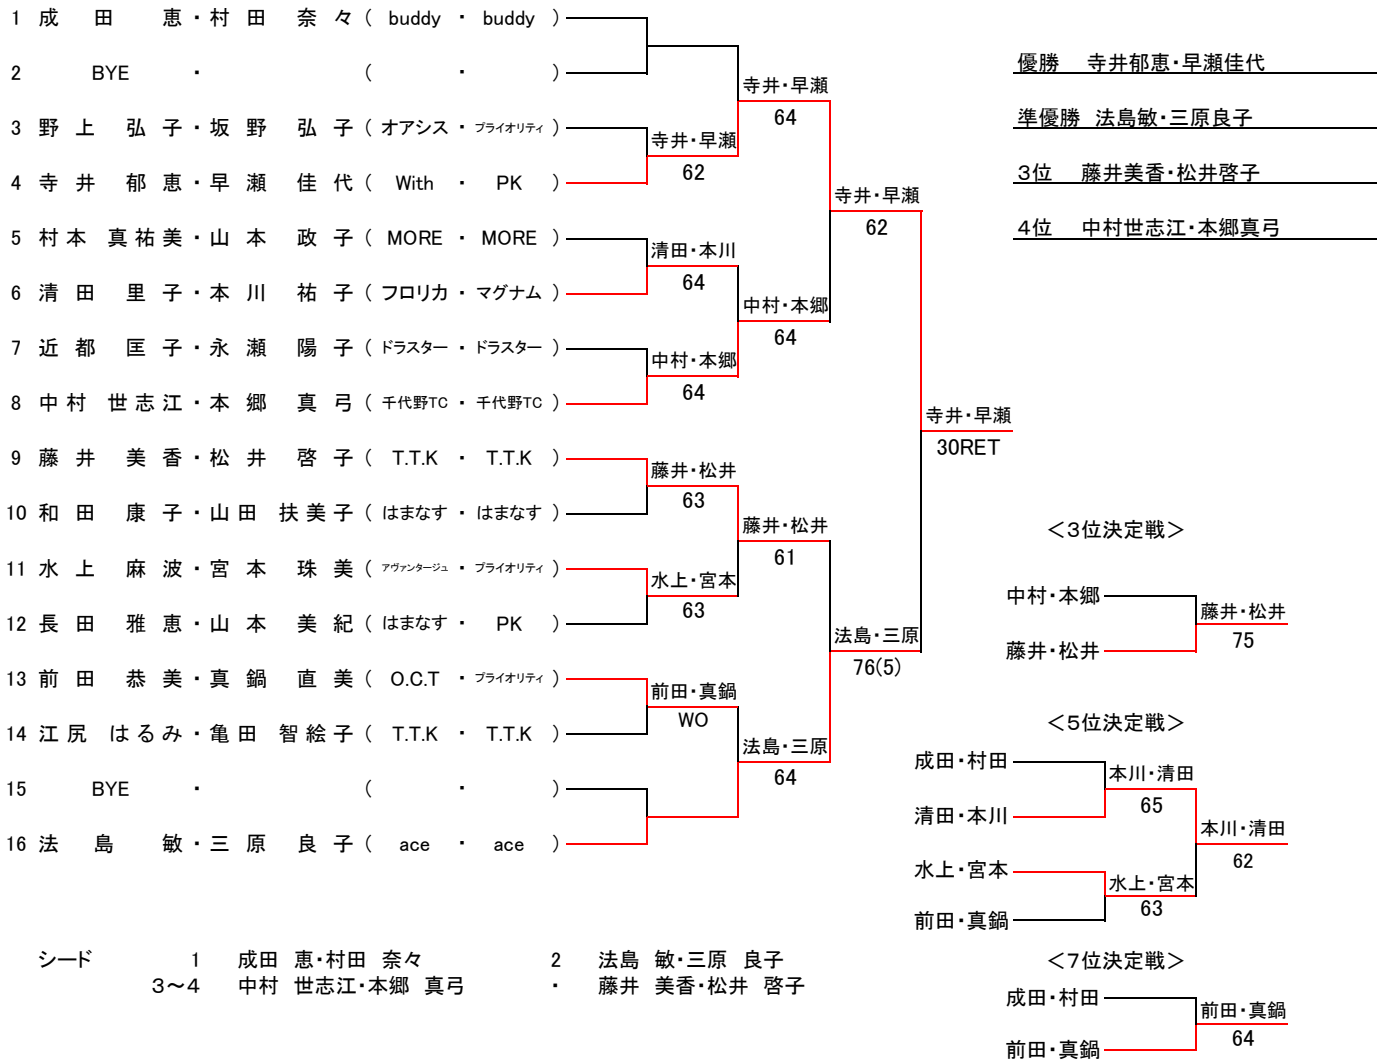 1 成田 恵・村田 奈々 ( buddy ・ buddy )
2 BYE ・ ( ・ )
3 野上 弘子・坂野 弘子 ( オアシス ・ プライオリティ )
4 寺井 郁恵・早瀬 佳代 ( With ・ PK )
5 村本 真祐美・山本 政子 ( MORE ・ MORE )
6 清田 里子・本川 祐子 ( フロリカ ・ マグナム )
7 近都 匡子・永瀬 陽子 ( ドラスター ・ ドラスター )
8 中村 世志江・本郷 真弓 ( 千代野TC ・ 千代野TC )
9 藤井 美香・松井 啓子 ( T.T.K ・ T.T.K )
10 和田 康子・山田 扶美子 ( はまなす ・ はまなす )
11 水上 麻波・宮本 珠美 ( アヴァンタージュ ・ プライオリティ )
12 長田 雅恵・山本 美紀 ( はまなす ・ PK )
13 前田 恭美・真鍋 直美 ( O.C.T ・ プライオリティ )
14 江尻 はるみ・亀田 智絵子 ( T.T.K ・ T.T.K )
15 BYE ・ ( ・ )
16 法島 敏・三原 良子 ( ace ・ ace )
寺井・早瀬
62
清田・本川
64
中村・本郷
64
藤井・松井
63
水上・宮本
63
前田・真鍋
WO
寺井・早瀬
64
中村・本郷
64
藤井・松井
61
法島・三原
64
寺井・早瀬
62
法島・三原
76(5)
寺井・早瀬
30RET
優勝 寺井郁恵・早瀬佳代
準優勝 法島敏・三原良子
3位 藤井美香・松井啓子
4位 中村世志江・本郷真弓
＜3位決定戦＞
中村・本郷
藤井・松井
藤井・松井
75
＜5位決定戦＞
成田・村田
清田・本川
水上・宮本
前田・真鍋
本川・清田
65
水上・宮本
63
本川・清田
62
＜7位決定戦＞
成田・村田
前田・真鍋
前田・真鍋
64
シード 1 成田 恵・村田 奈々 2 法島 敏・三原 良子
3～4 中村 世志江・本郷 真弓 ・ 藤井 美香・松井 啓子